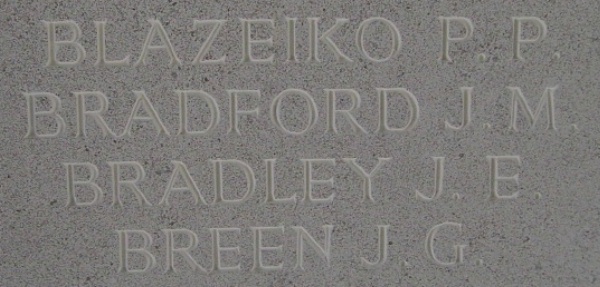 BLAZEIKO P. P.
BRADFORD J. M.
BRADLEY J. E.
BREEN J. G.